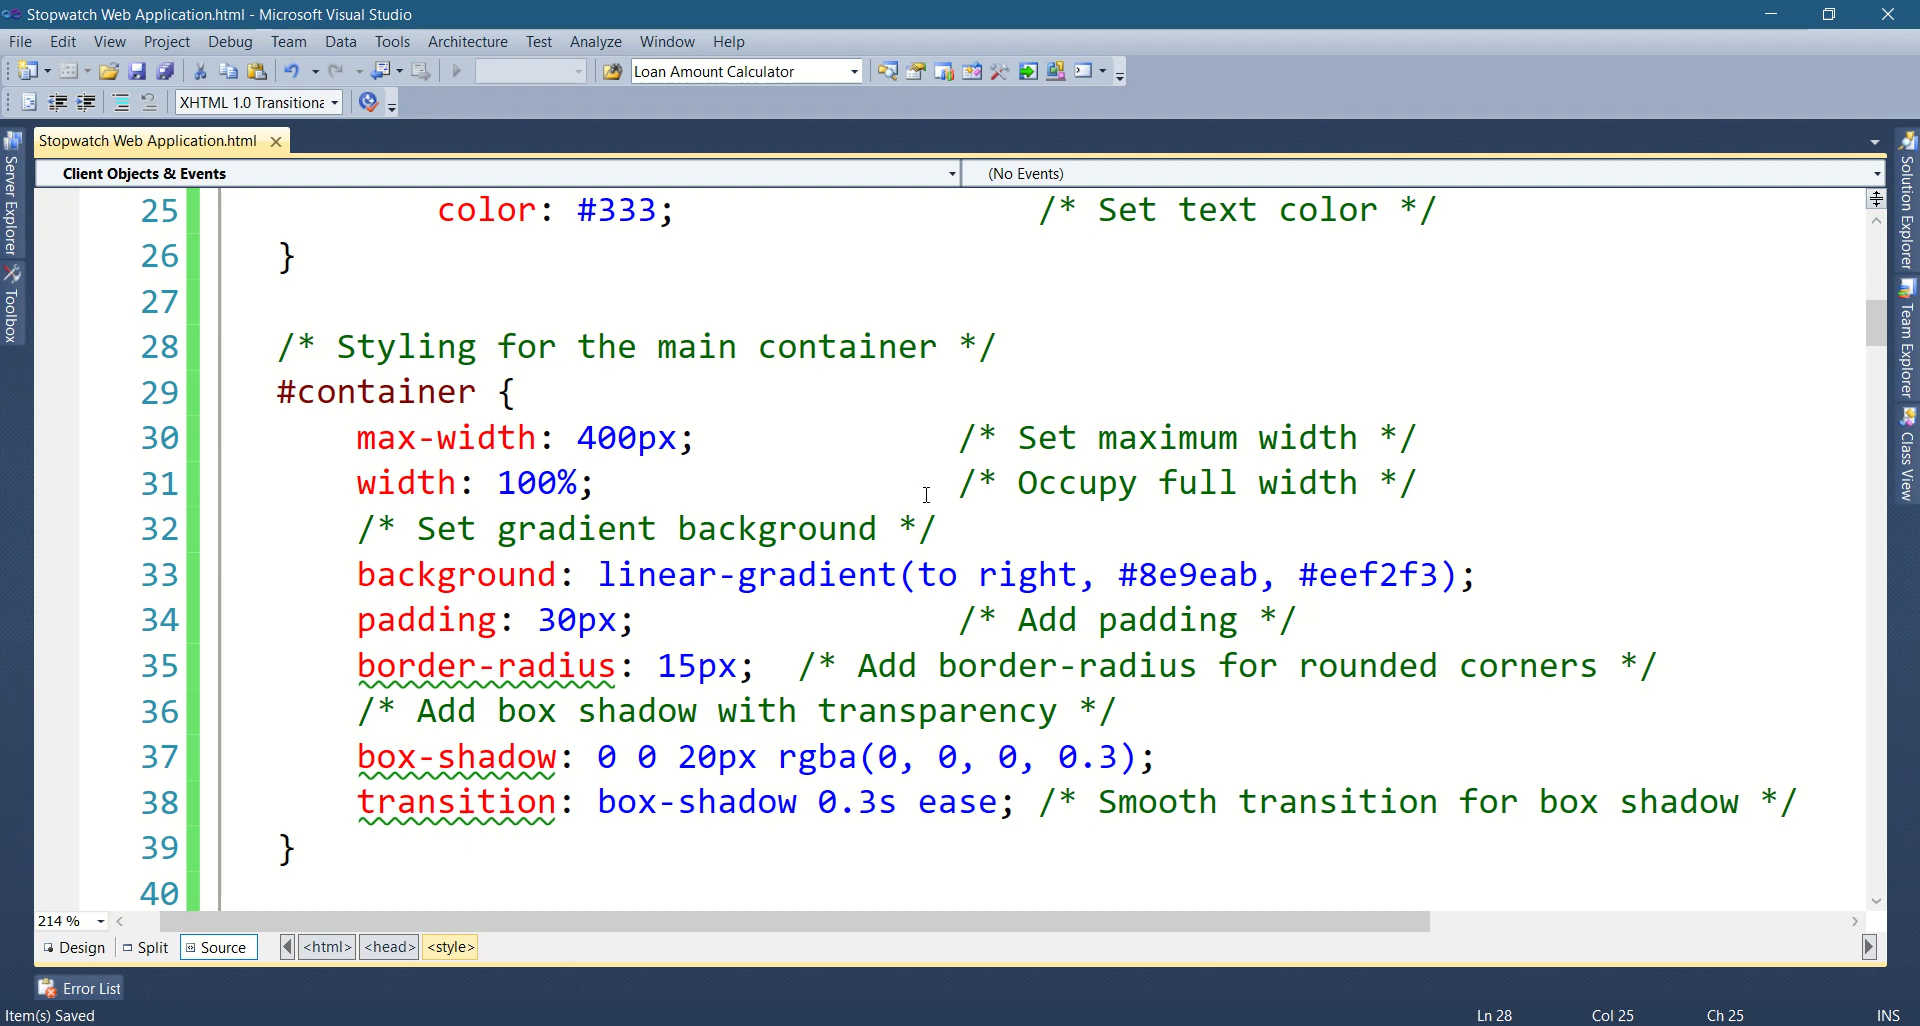 Stopwatch Web Application.html - Microsoft Visual Studio
File Edit View Project Debug Team Data Tools Architecture Test Analyze Window Help
Loan Amount Calculator
XHTML 1.0 Transitiona
Stopwatch Web Application.html
Client Objects & Events (No Events)
Server Explorer
Toolbox
Solution Explorer
Team Explorer
Class View
25 color: #333; /* Set text color */
26 }
27
28 /* Styling for the main container */
29 #container {
30 max-width: 400px; /* Set maximum width */
31 width: 100%; /* Occupy full width */
32 /* Set gradient background */
33 background: linear-gradient(to right, #8e9eab, #eef2f3);
34 padding: 30px; /* Add padding */
35 border-radius: 15px; /* Add border-radius for rounded corners */
36 /* Add box shadow with transparency */
37 box-shadow: 0 0 20px rgba(0, 0, 0, 0.3);
38 transition: box-shadow 0.3s ease; /* Smooth transition for box shadow */
39 }
40
214 %
Design Split Source <html> <head> <style>
Error List
Item(s) Saved Ln 28 Col 25 Ch 25 INS